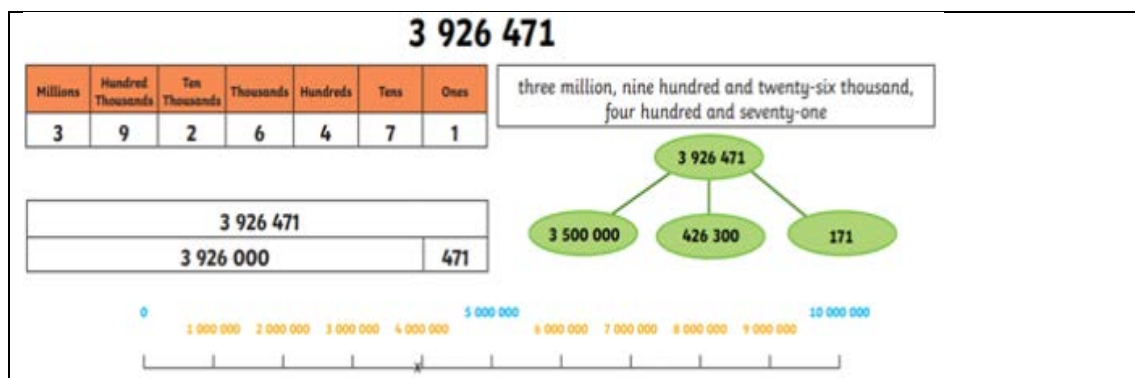 3 926 471
Millions Hundred Thousands Ten Thousands Thousands Hundreds Tens Ones
3 9 2 6 4 7 1
three million, nine hundred and twenty-six thousand,
four hundred and seventy-one
3 926 471
3 500 000 426 300 171
3 926 471
3 926 000 471
0 5 000 000 10 000 000
1 000 000 2 000 000 3 000 000 4 000 000 6 000 000 7 000 000 8 000 000 9 000 000
x